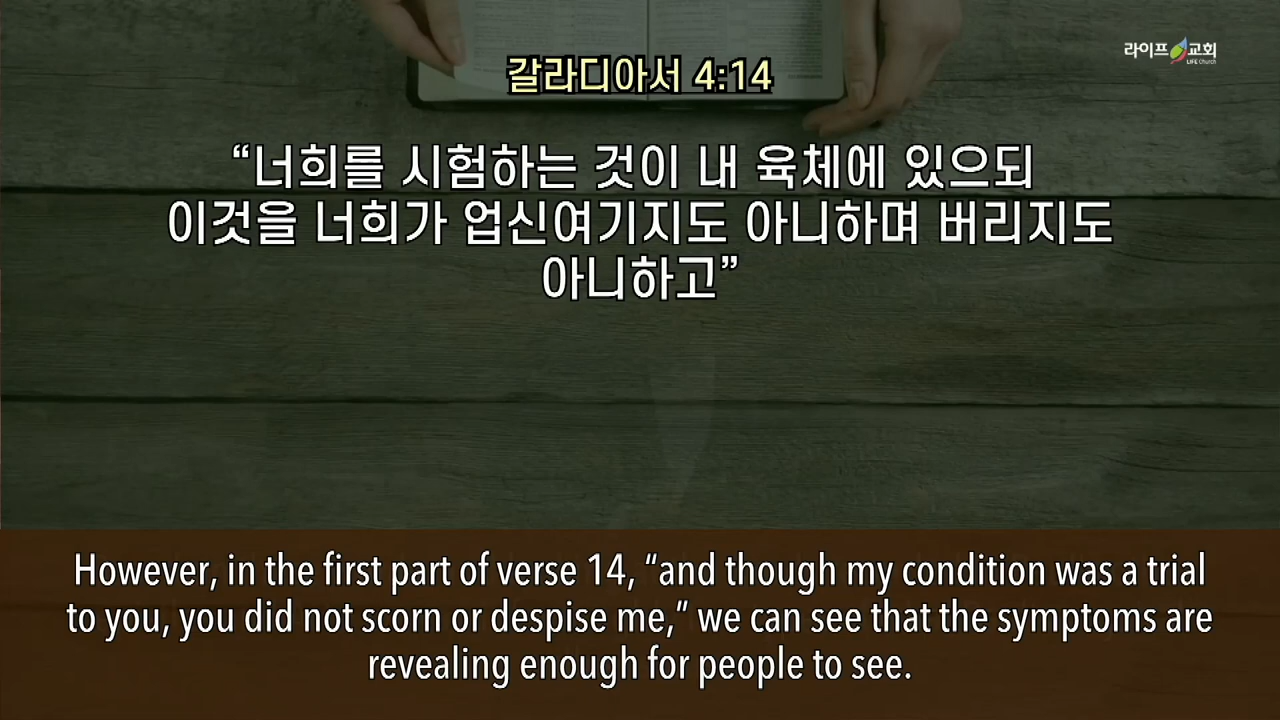 라이프 교회
LIFE Church
갈라디아서 4:14
“너희를 시험하는 것이 내 육체에 있으되
이것을 너희가 업신여기지도 아니하며 버리지도
아니하고”
However, in the first part of verse 14, “and though my condition was a trial
to you, you did not scorn or despise me,” we can see that the symptoms are
revealing enough for people to see.